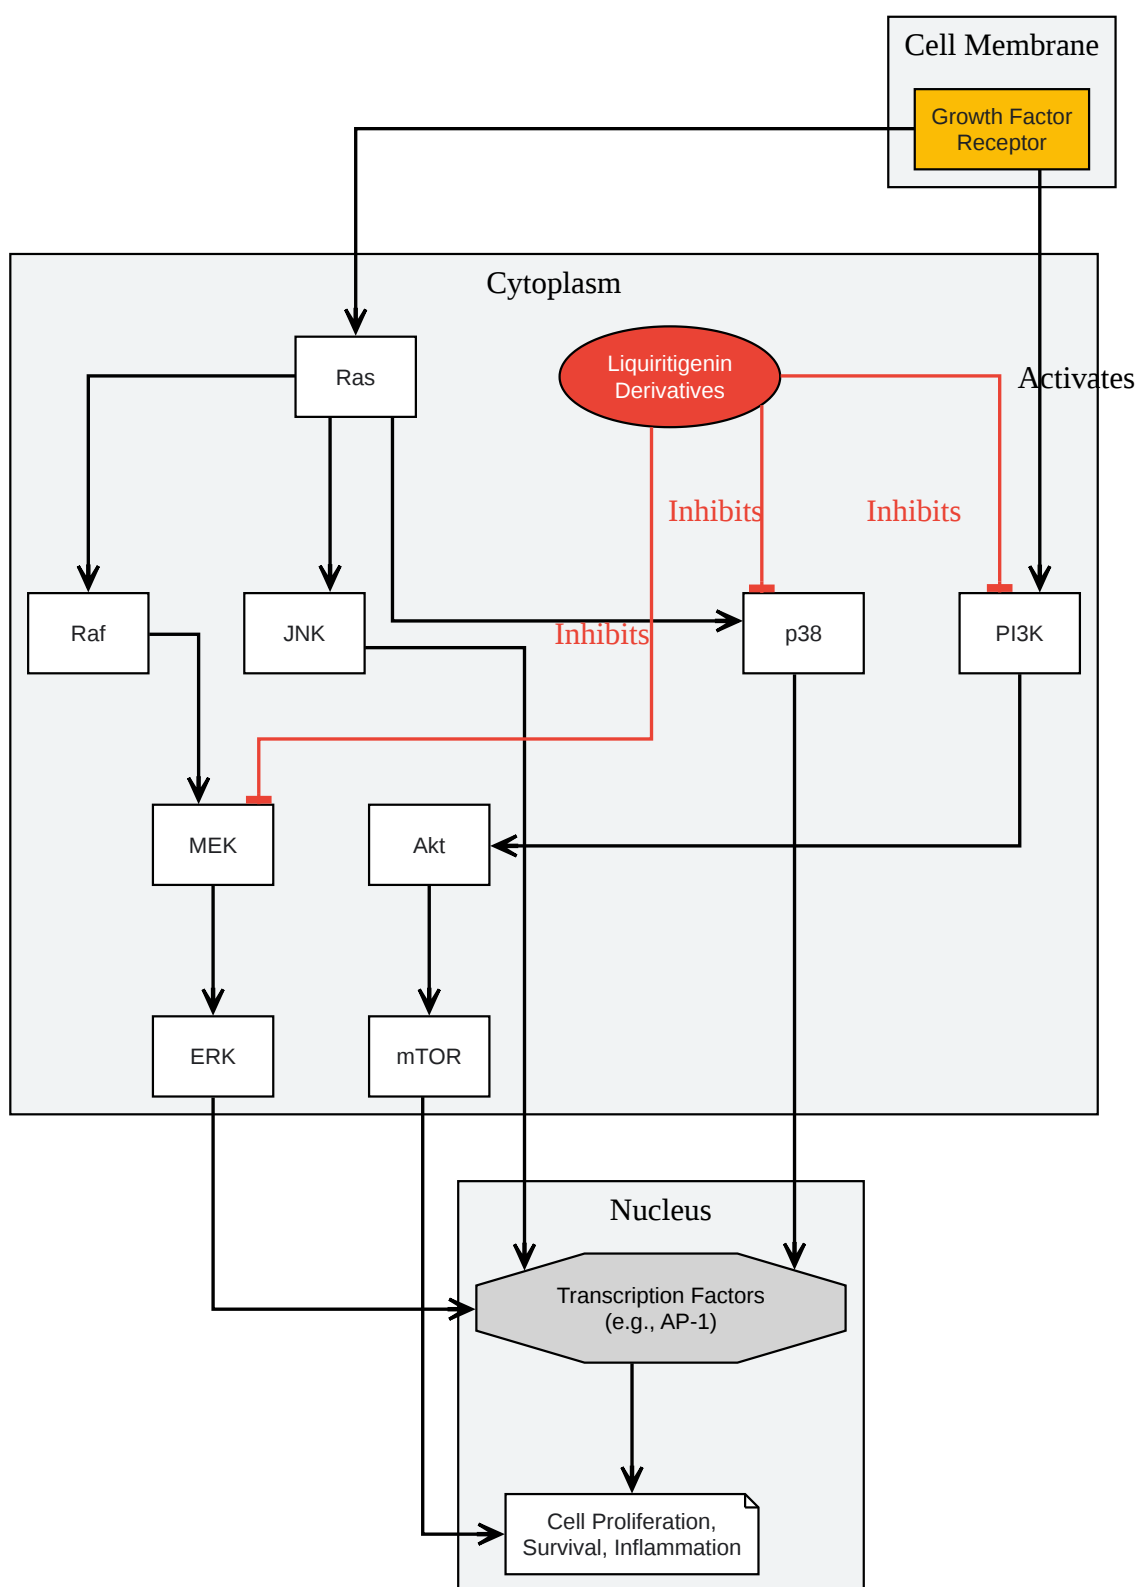 Cell Membrane
Growth Factor
Receptor
Cytoplasm
Ras
Liquiritigenin
Derivatives
Activates
Inhibits
Inhibits
Raf
JNK
Inhibits
p38
PI3K
MEK
Akt
ERK
mTOR
Nucleus
Transcription Factors
(e.g., AP-1)
Cell Proliferation,
Survival, Inflammation